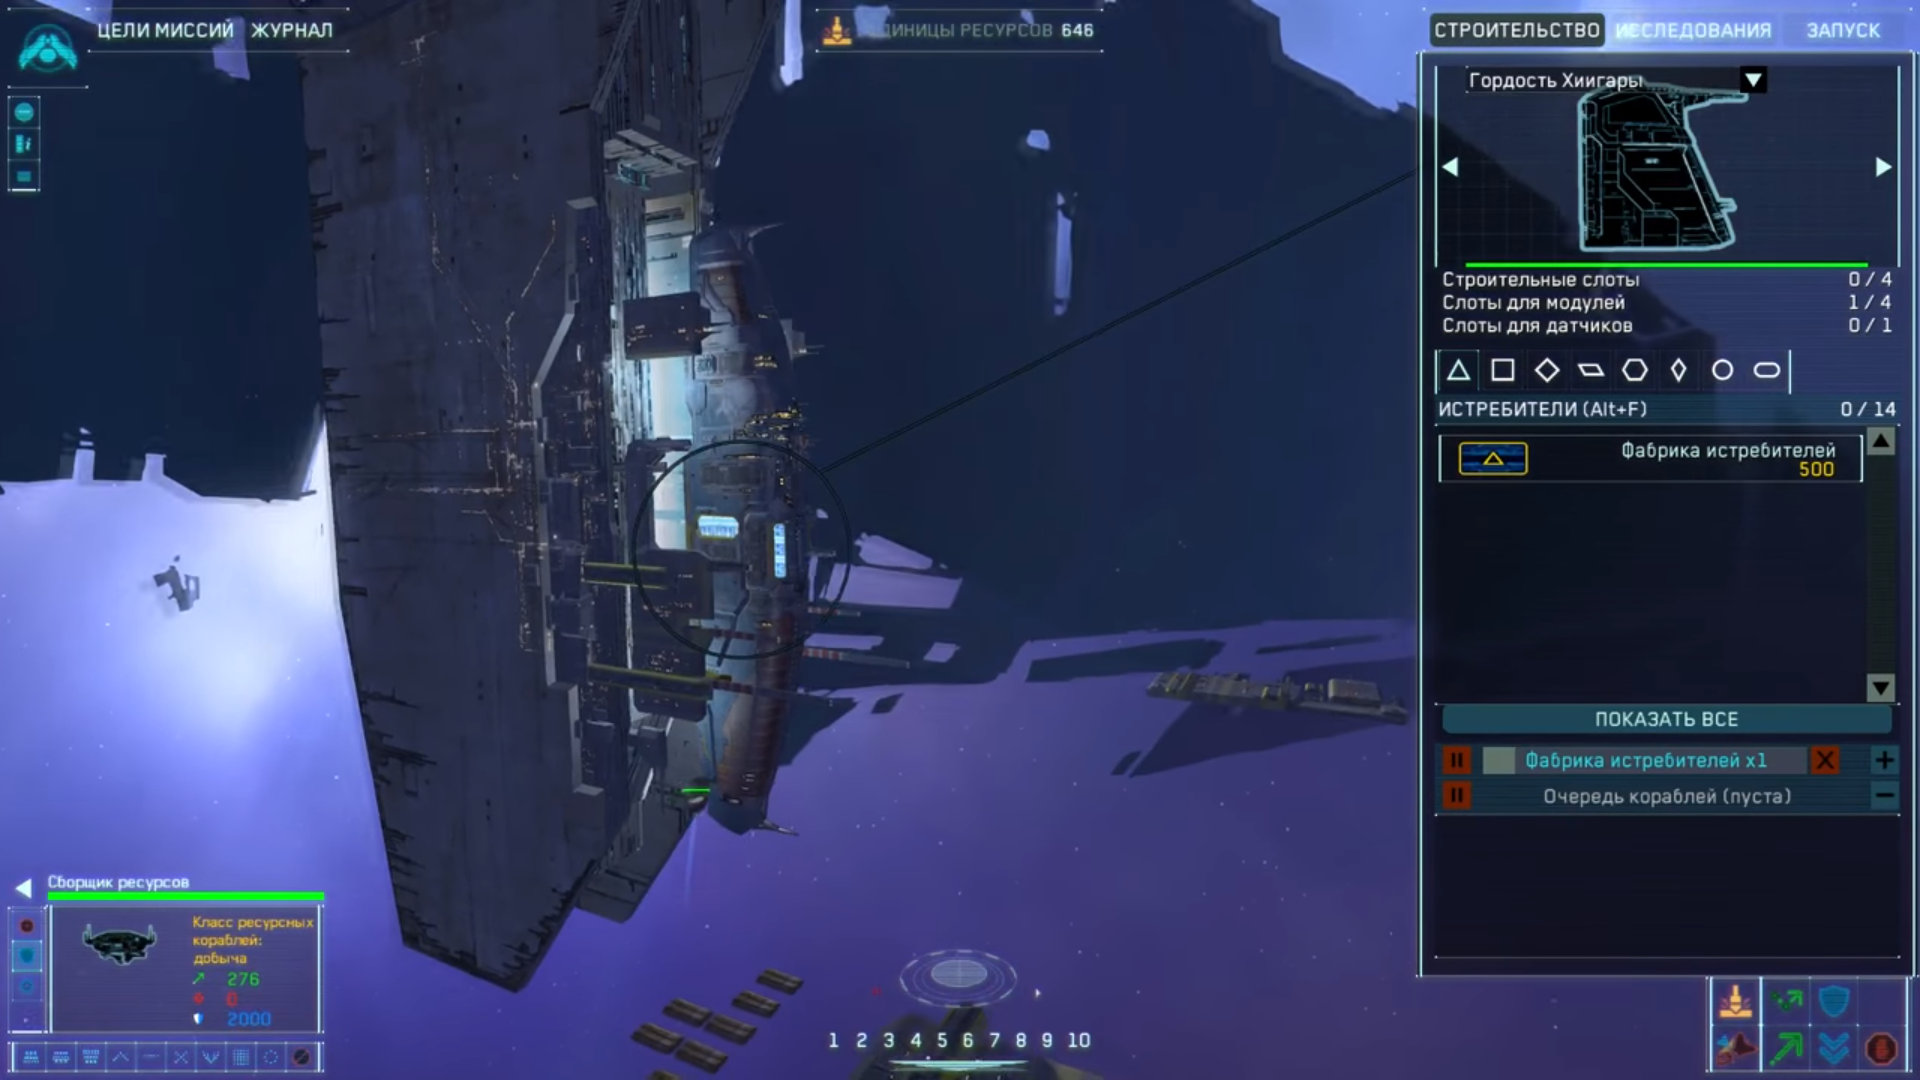 ЦЕЛИ МИССИЙ ЖУРНАЛ
ЕДИНИЦЫ РЕСУРСОВ 646
СТРОИТЕЛЬСТВО ИССЛЕДОВАНИЯ ЗАПУСК
Гордость Хиигары
Строительные слоты 0 / 4
Слоты для модулей 1 / 4
Слоты для датчиков 0 / 1
ИСТРЕБИТЕЛИ (Alt+F) 0 / 14
Фабрика истребителей
500
ПОКАЗАТЬ ВСЕ
Фабрика истребителей x1
Очередь кораблей (пуста)
Сборщик ресурсов
Класс ресурсных
кораблей:
добыча
276
0
2000
1 2 3 4 5 6 7 8 9 10